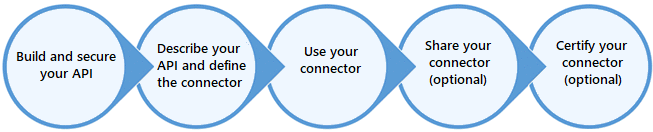 Build and secure
your API
Describe your
API and define
the connector
Use your
connector
Share your
connector
(optional)
Certify your
connector
(optional)